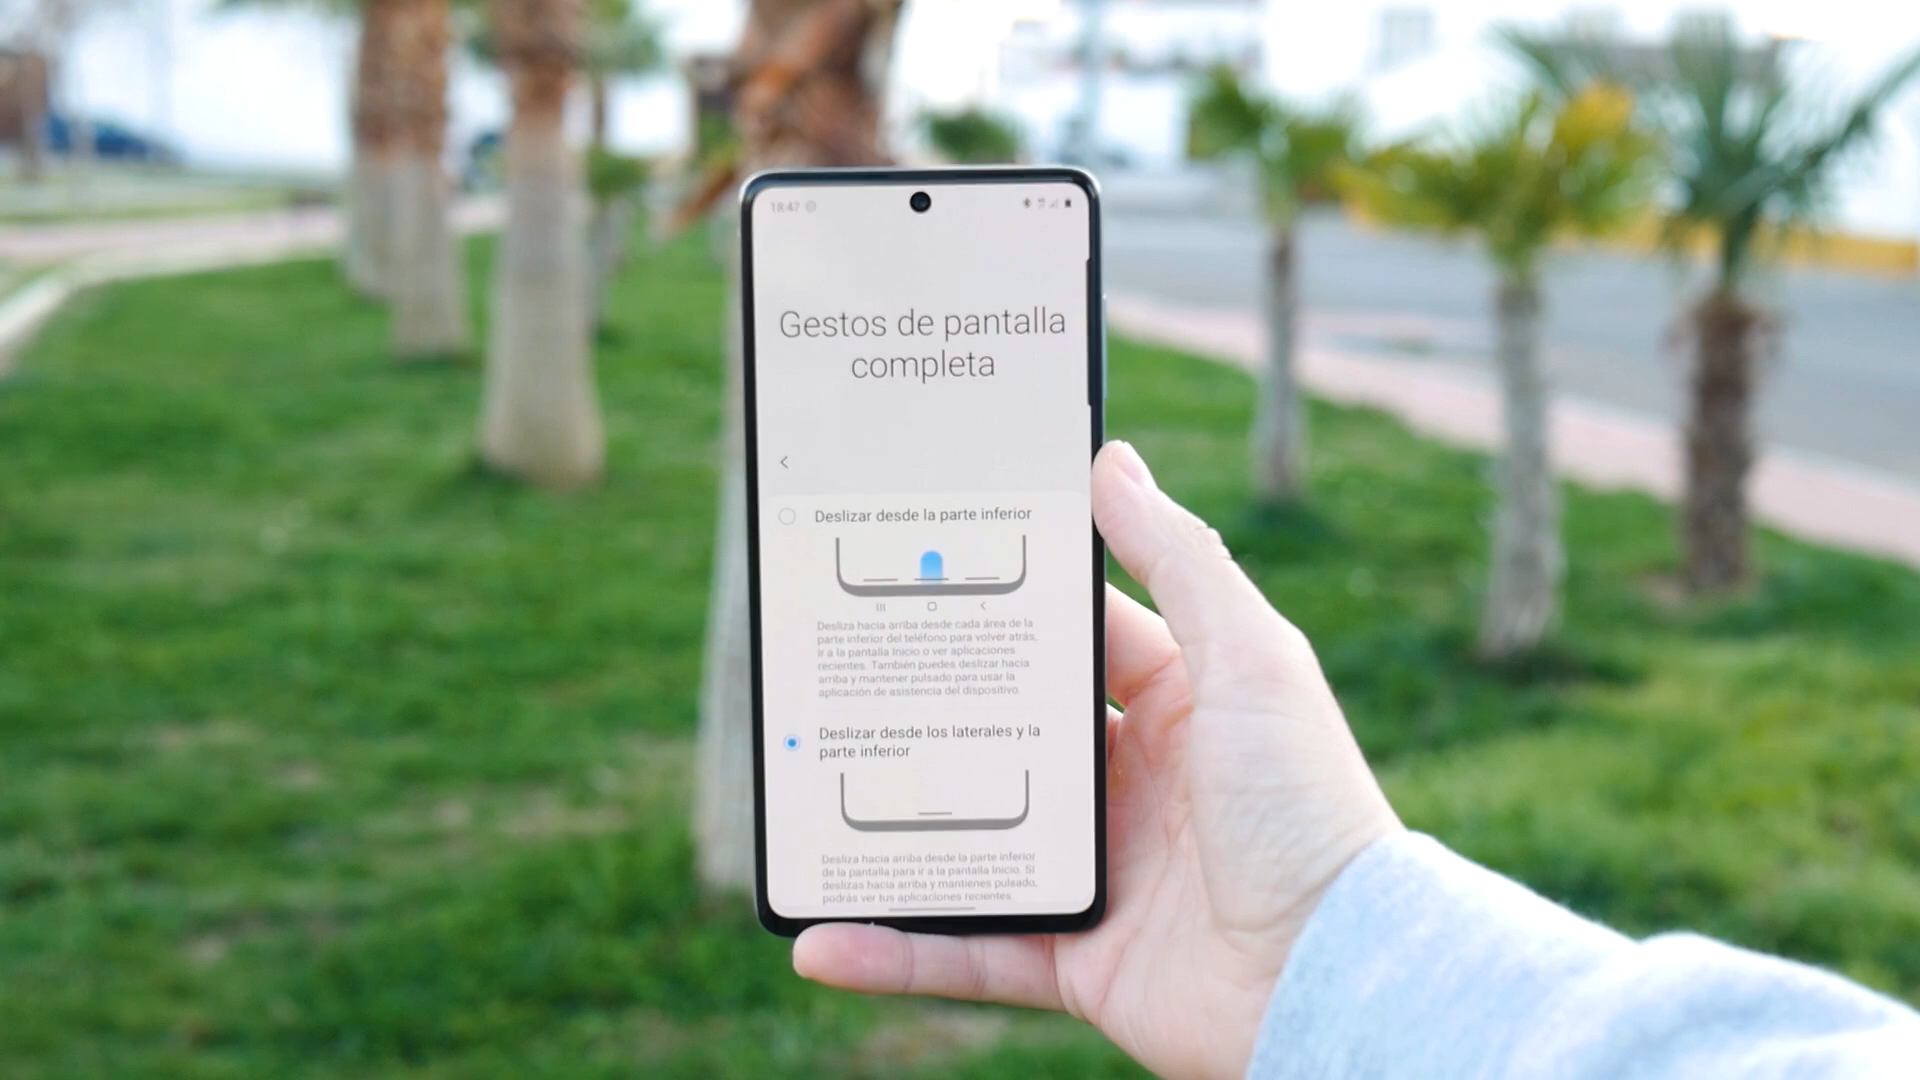 18:47
Gestos de pantalla
completa
Deslizar desde la parte inferior
Desliza hacia arriba desde cada área de la
parte inferior del teléfono para volver atrás,
ir a la pantalla Inicio o ver aplicaciones
recientes. También puedes deslizar hacia
arriba y mantener pulsado para usar la
aplicación de asistencia del dispositivo.
Deslizar desde los laterales y la
parte inferior
Desliza hacia arriba desde la parte inferior
de la pantalla para ir a la pantalla Inicio. Si
deslizas hacia arriba y mantienes pulsado,
podrás ver tus aplicaciones recientes.